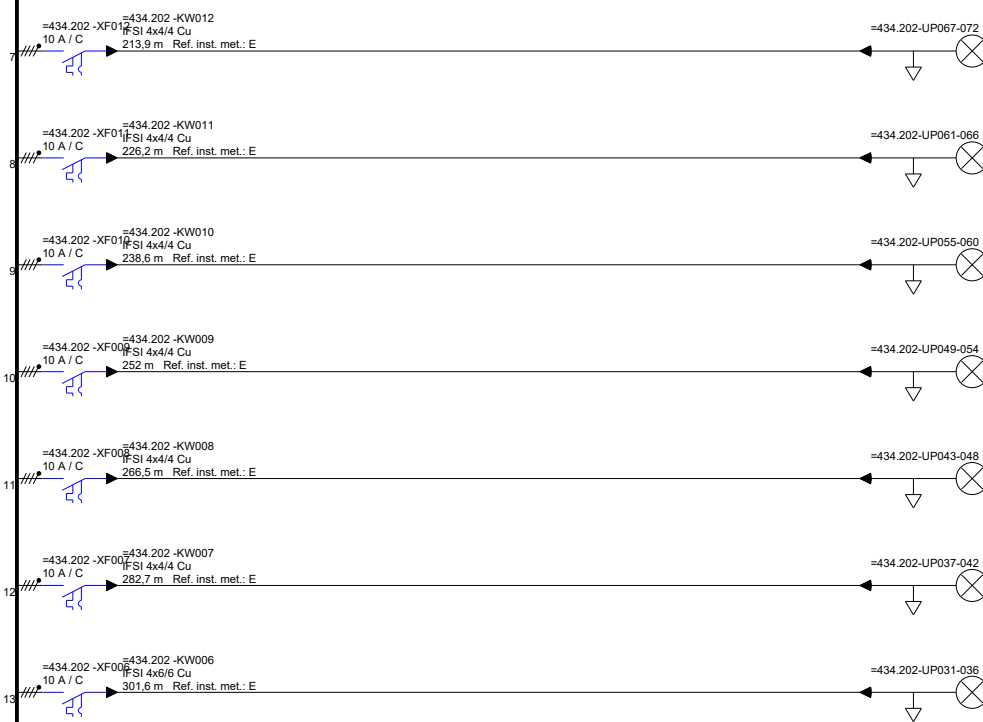 =434.202 -XF012
10 A / C
=434.202 -KW012
IFSI 4x4/4 Cu
213,9 m Ref. inst. met.: E
=434.202-UP067-072
7
=434.202 -XF011
10 A / C
=434.202 -KW011
IFSI 4x4/4 Cu
226,2 m Ref. inst. met.: E
=434.202-UP061-066
8
=434.202 -XF010
10 A / C
=434.202 -KW010
IFSI 4x4/4 Cu
238,6 m Ref. inst. met.: E
=434.202-UP055-060
9
=434.202 -XF009
10 A / C
=434.202 -KW009
IFSI 4x4/4 Cu
252 m Ref. inst. met.: E
=434.202-UP049-054
10
=434.202 -XF008
10 A / C
=434.202 -KW008
IFSI 4x4/4 Cu
266,5 m Ref. inst. met.: E
=434.202-UP043-048
11
=434.202 -XF007
10 A / C
=434.202 -KW007
IFSI 4x4/4 Cu
282,7 m Ref. inst. met.: E
=434.202-UP037-042
12
=434.202 -XF006
10 A / C
=434.202 -KW006
IFSI 4x6/6 Cu
301,6 m Ref. inst. met.: E
=434.202-UP031-036
13